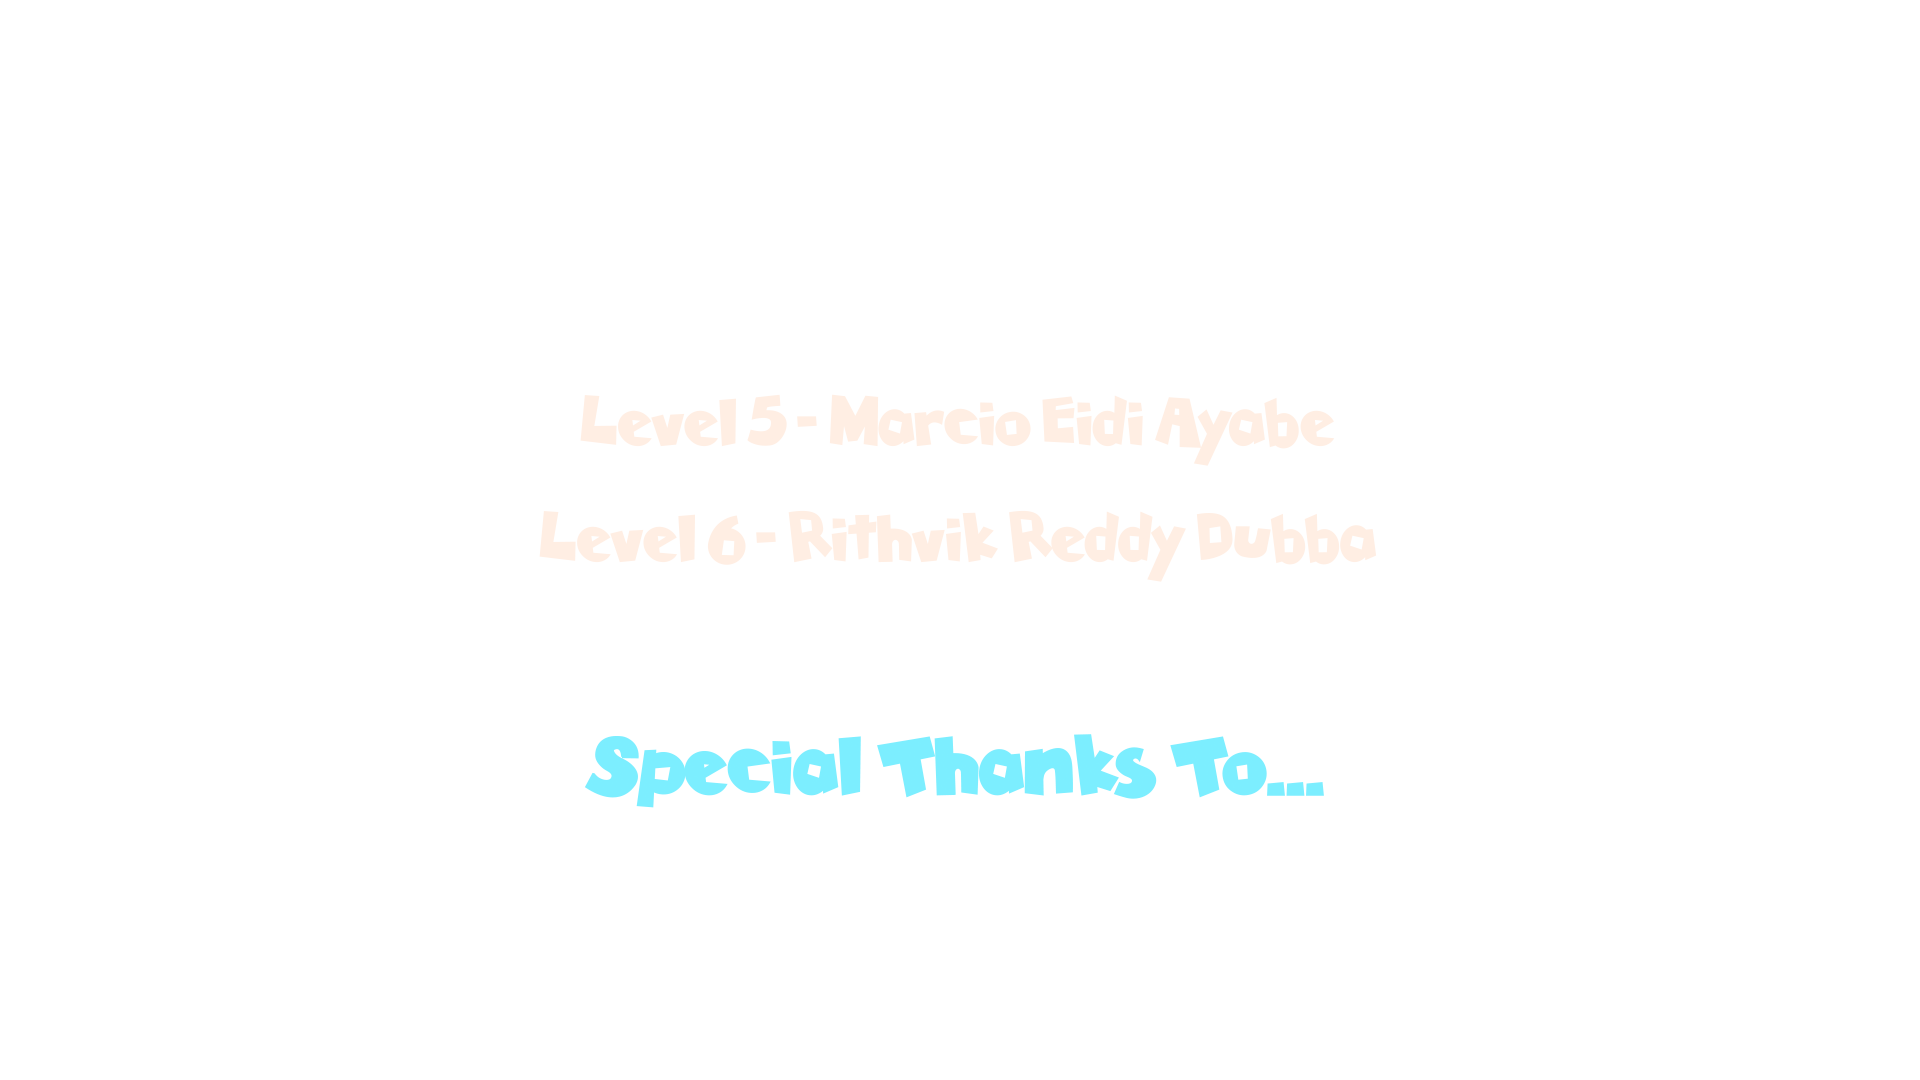 Level 5 - Marcio Eidi Ayabe
Level 6 - Rithvik Reddy Dubba
Special Thanks To...